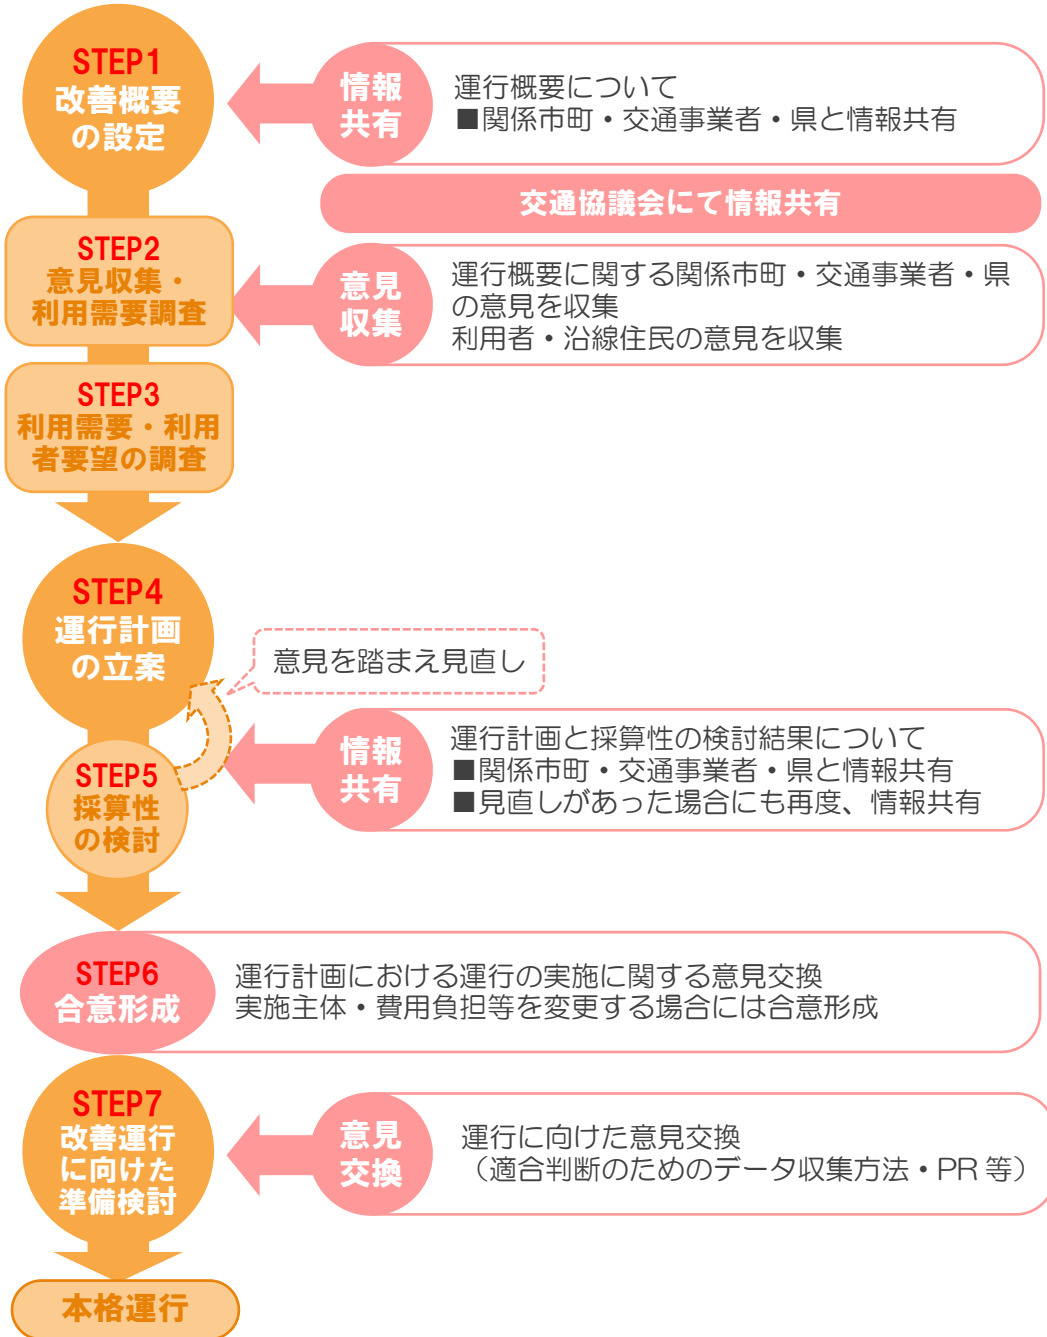 STEP1
改善概要
の設定
情報
共有
運行概要について
■関係市町・交通事業者・県と情報共有
交通協議会にて情報共有
STEP2
意見収集・
利用需要調査
意見
収集
運行概要に関する関係市町・交通事業者・県
の意見を収集
利用者・沿線住民の意見を収集
STEP3
利用需要・利用
者要望の調査
STEP4
運行計画
の立案
意見を踏まえ見直し
STEP5
採算性
の検討
情報
共有
運行計画と採算性の検討結果について
■関係市町・交通事業者・県と情報共有
■見直しがあった場合にも再度、情報共有
STEP6
合意形成
運行計画における運行の実施に関する意見交換
実施主体・費用負担等を変更する場合には合意形成
STEP7
改善運行
に向けた
準備検討
意見
交換
運行に向けた意見交換
（適合判断のためのデータ収集方法・PR 等）
本格運行